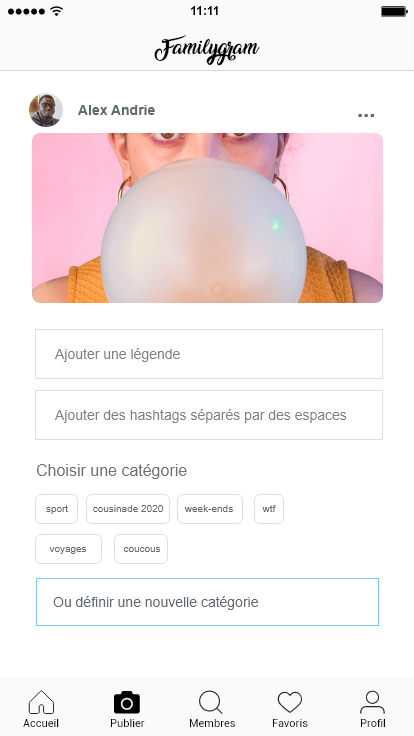 11:11
Familygram
Alex Andrie
...
Ajouter une légende
Ajouter des hashtags séparés par des espaces
Choisir une catégorie
sport cousinade 2020 week-ends wtf
voyages coucous
Ou définir une nouvelle catégorie
Accueil Publier Membres Favoris Profil